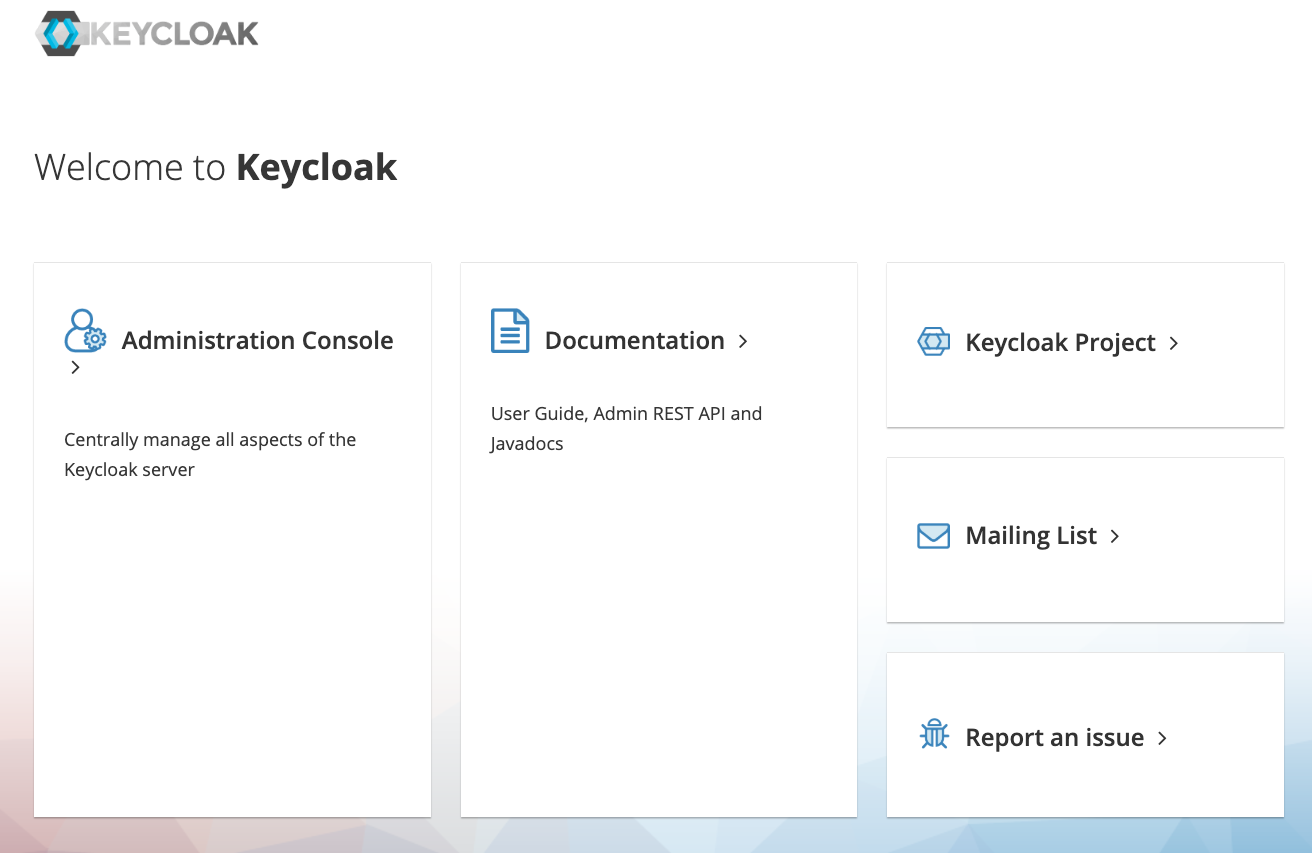 KEYCLOAK
Welcome to Keycloak
Administration Console
Centrally manage all aspects of the
Keycloak server
Documentation
User Guide, Admin REST API and
Javadocs
Keycloak Project
Mailing List
Report an issue